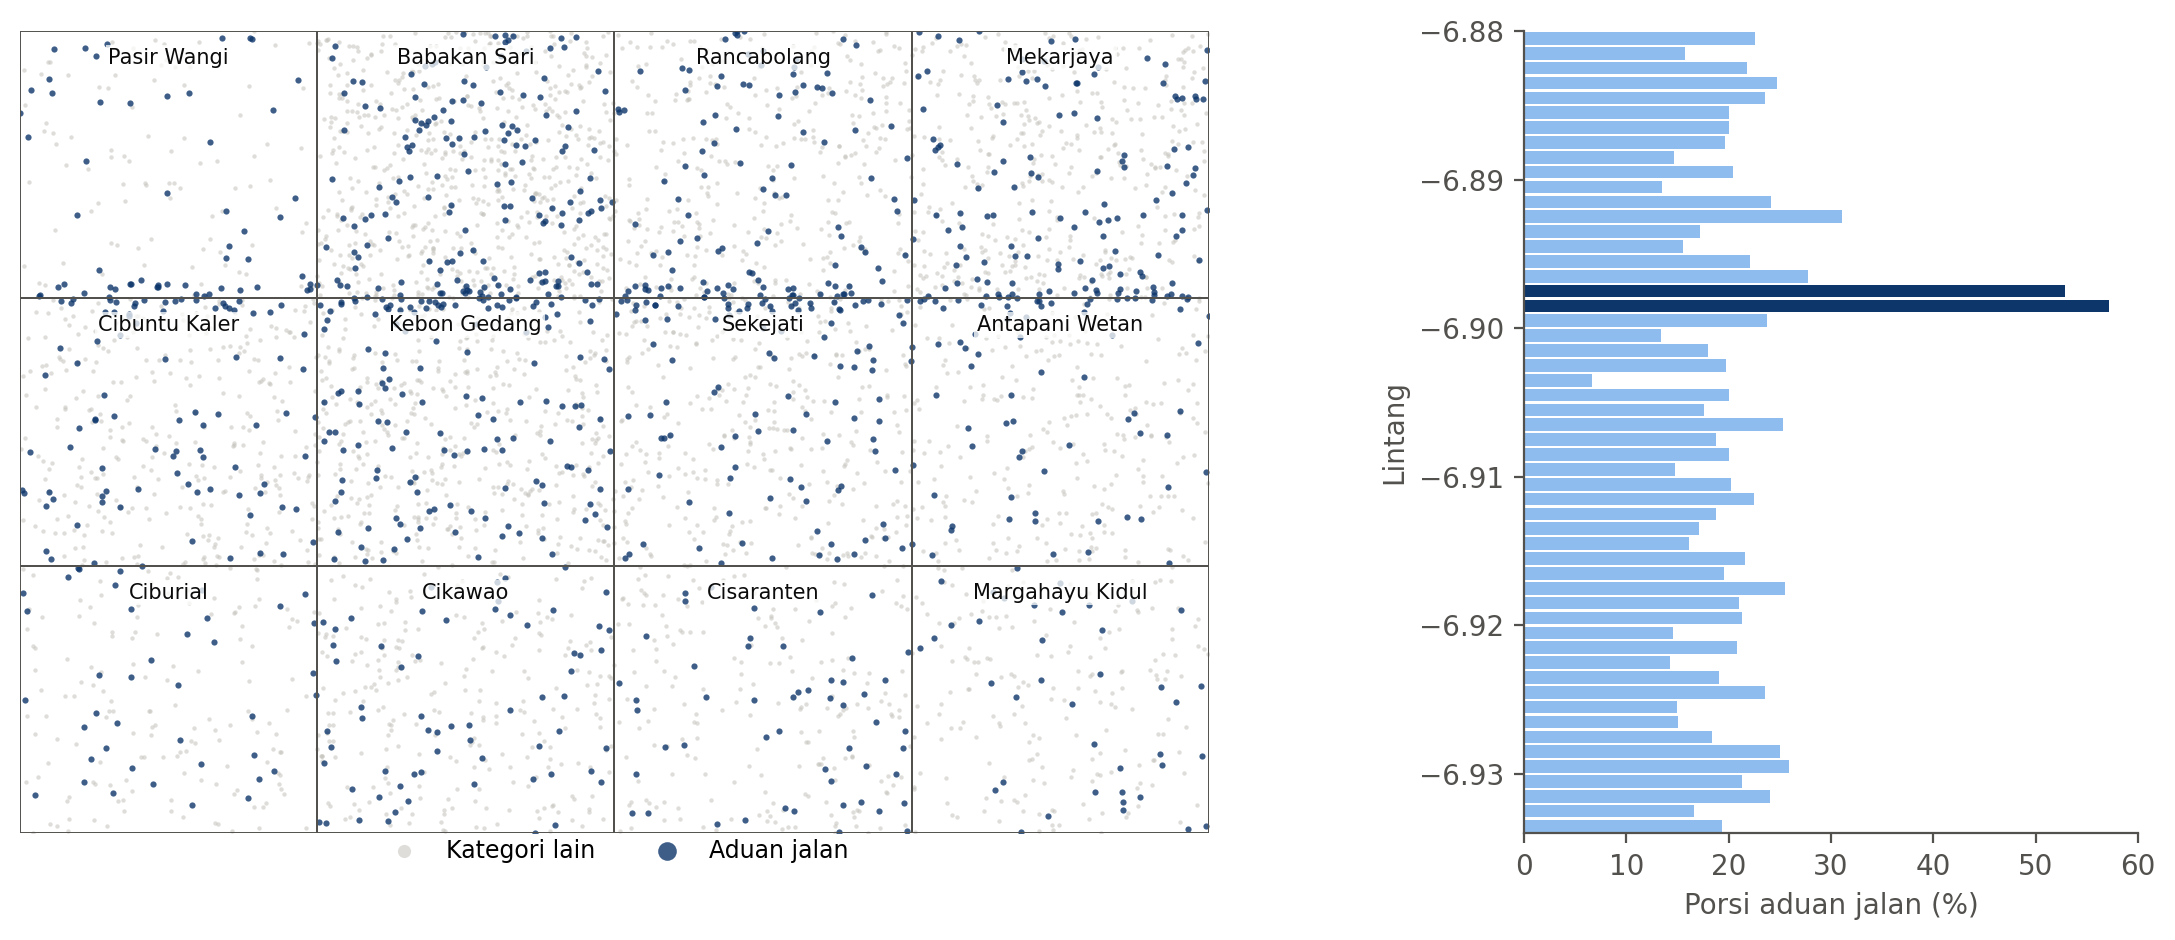 Pasir Wangi
Babakan Sari
Rancabolang
Mekarjaya
Cibuntu Kaler
Kebon Gedang
Sekejati
Antapani Wetan
Ciburial
Cikawao
Cisaranten
Margahayu Kidul
Kategori lain
Aduan jalan
Lintang
−6.88
−6.89
−6.90
−6.91
−6.92
−6.93
0 10 20 30 40 50 60
Porsi aduan jalan (%)